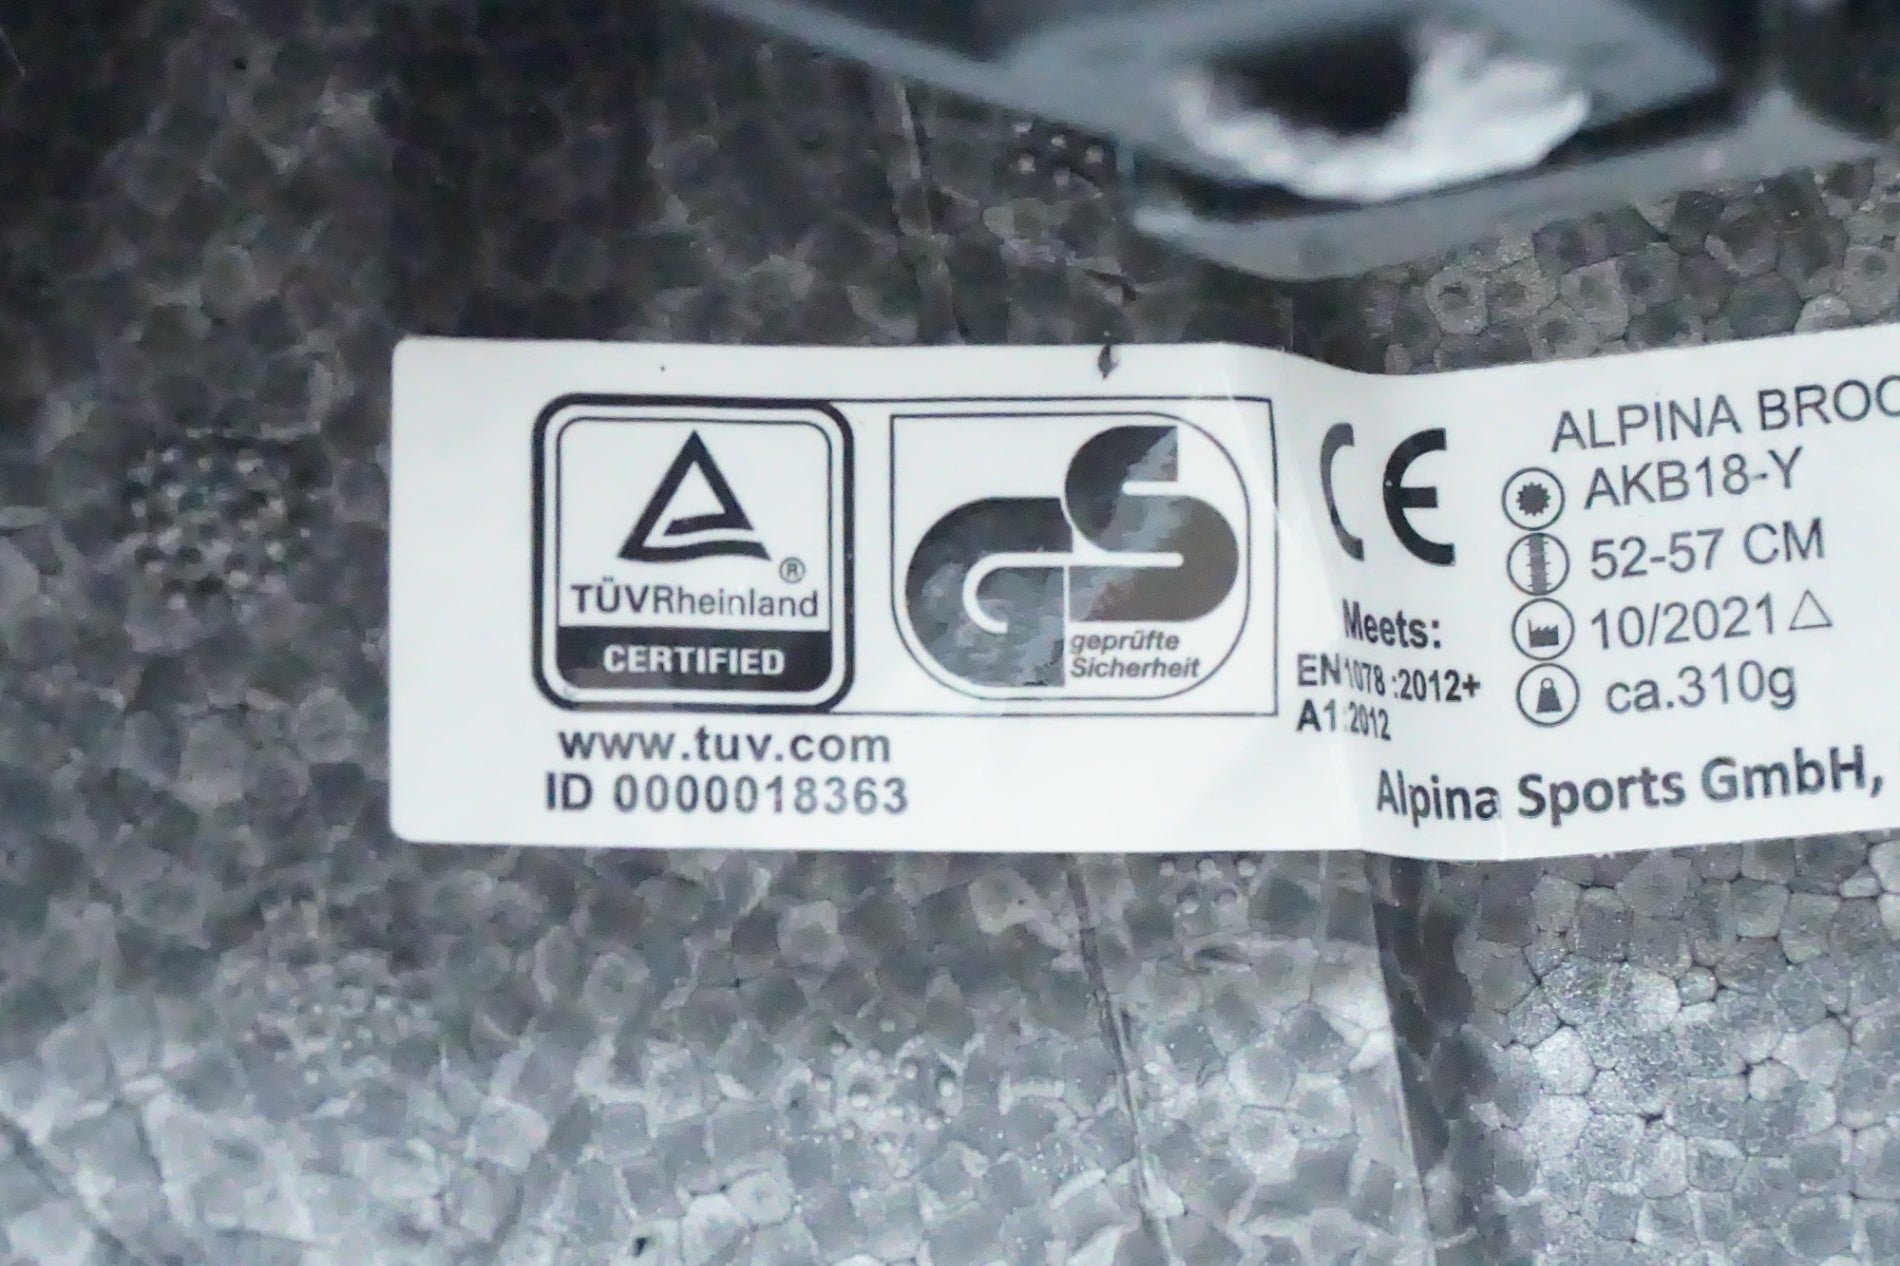 TÜVRheinland ®
CERTIFIED
geprüfte
Sicherheit
www.tuv.com
ID 0000018363
CE
Meets:
EN1078:2012+
A1:2012
ALPINA
AKB18-Y
52-57 CM
10/2021△
ca.310g
Alpina Sports GmbH,